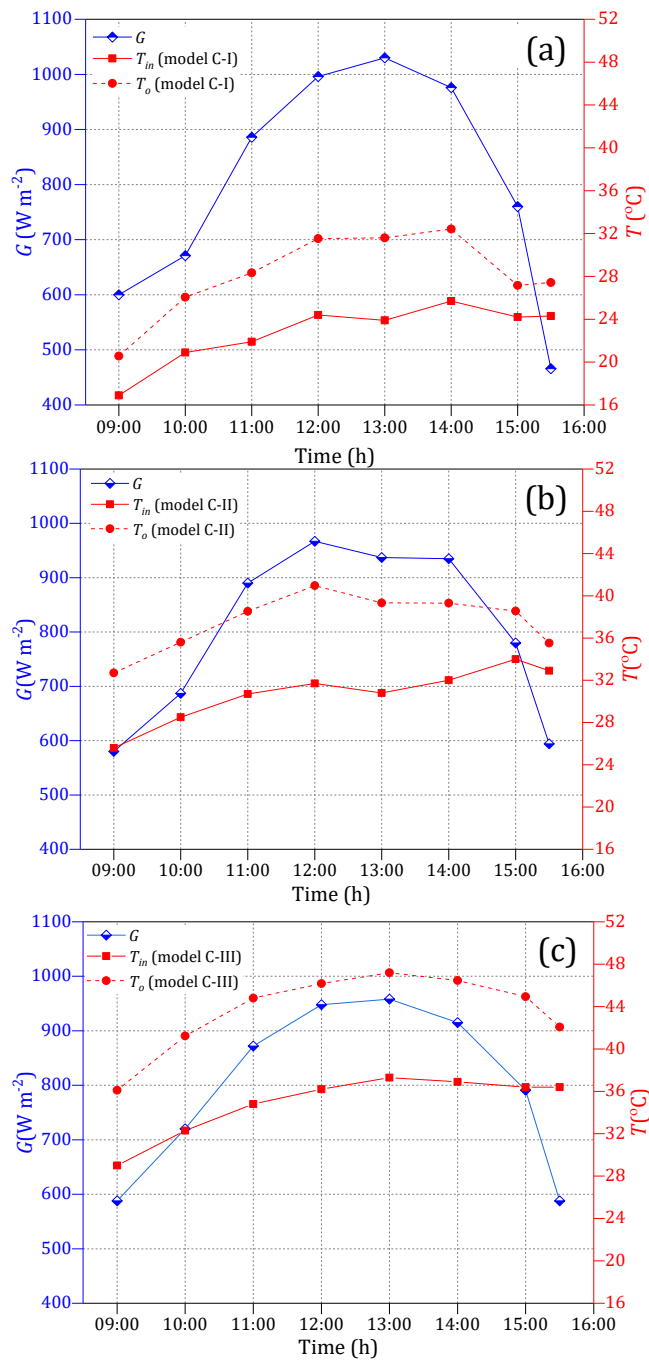 1100
1000
900
800
700
600
500
400
G (W m⁻²)
G
T_in (model C-I)
T_o (model C-I)
(a)
52
48
44
40
36
32
28
24
20
16
T (°C)
09:00 10:00 11:00 12:00 13:00 14:00 15:00 16:00
Time (h)
1100
1000
900
800
700
600
500
400
G(W m⁻²)
G
T_in (model C-II)
T_o (model C-II)
(b)
52
48
44
40
36
32
28
24
20
16
T(°C)
09:00 10:00 11:00 12:00 13:00 14:00 15:00 16:00
Time (h)
1100
1000
900
800
700
600
500
400
G(W m⁻²)
G
T_in (model C-III)
T_o (model C-III)
(c)
52
48
44
40
36
32
28
24
20
16
T(°C)
09:00 10:00 11:00 12:00 13:00 14:00 15:00 16:00
Time (h)